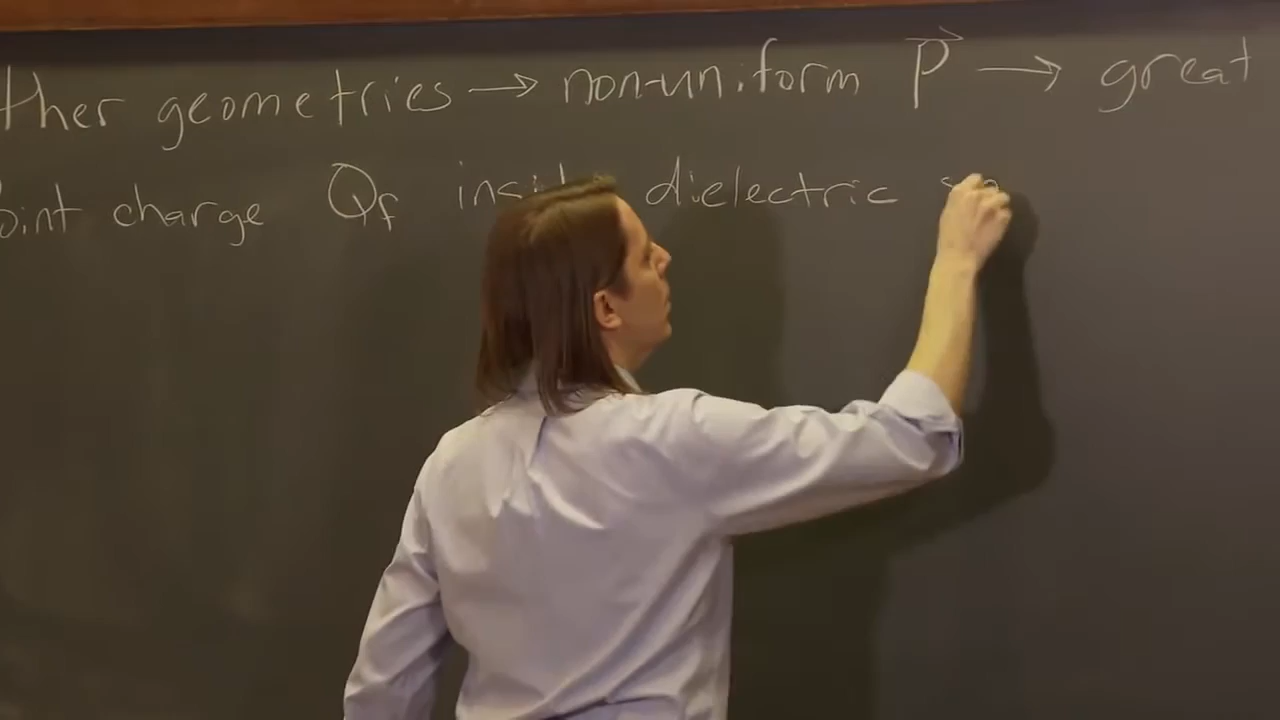 ther geometries → non-uniform P⃗ → great
oint charge Qf dielectric